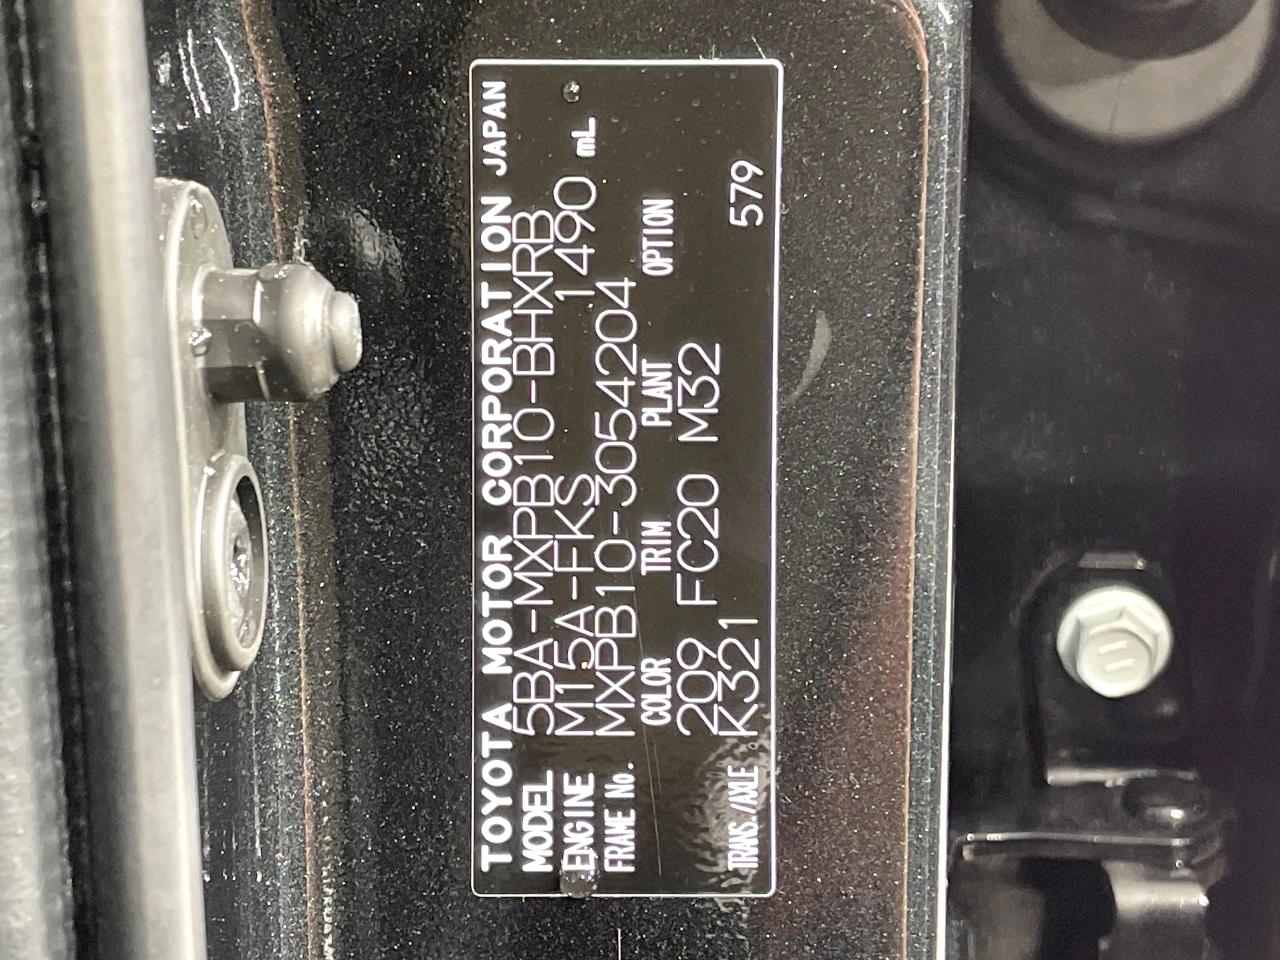 TOYOTA MOTOR CORPORATION JAPAN
MODEL 5BA-MXPB10-BHXRB
ENGINE M15A-FKS 1490 mL
FRAME No. MXPB10-3054204
COLOR TRIM PLANT OPTION
209 FC20 M32
TRANS./AXLE K321 579